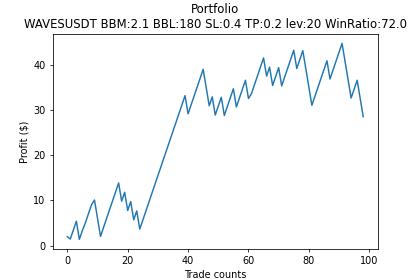 Portfolio
WAVESUSDT BBM:2.1 BBL:180 SL:0.4 TP:0.2 lev:20 WinRatio:72.0
40
30
20
10
0
Profit ($)
0 20 40 60 80 100
Trade counts